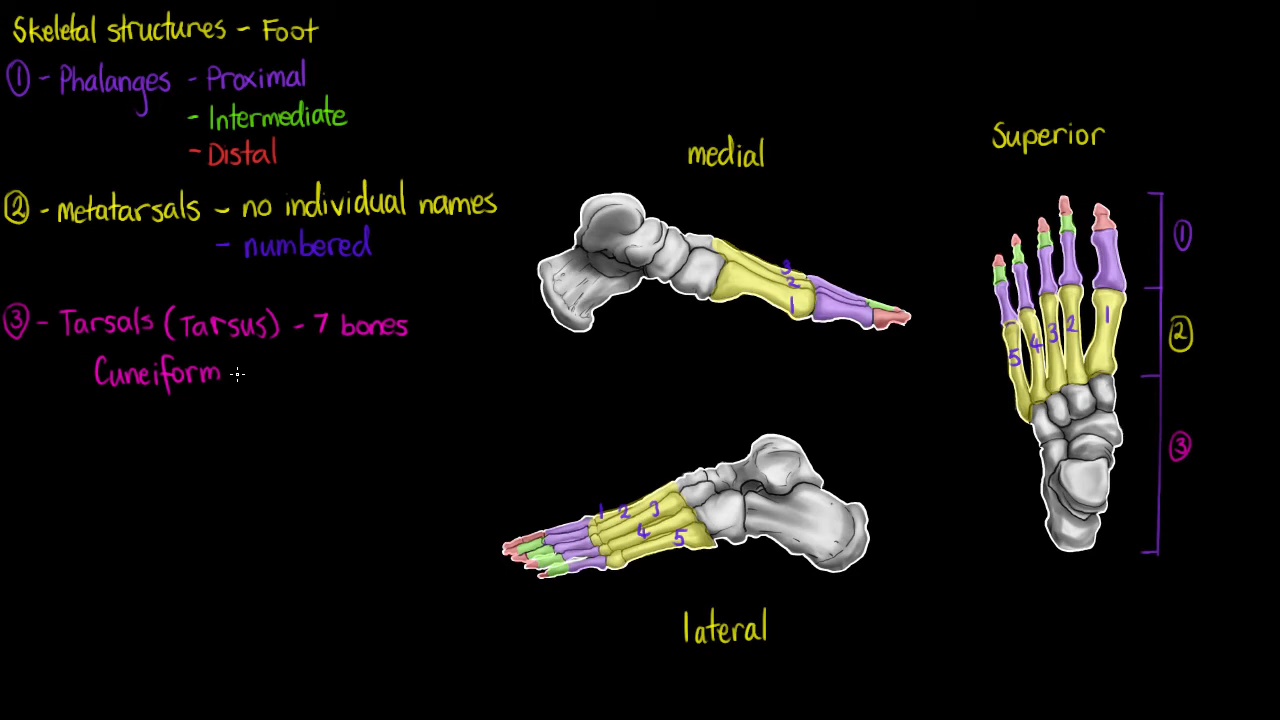 Skeletal structures - Foot
① - Phalanges - Proximal
- Intermediate
- Distal
② - metatarsals - no individual names
- numbered
③ - Tarsals (Tarsus) - 7 bones
Cuneiform
medial
3
2
1
Superior
①
②
③
5 4 3 2 1
1 2 3
4 5
lateral